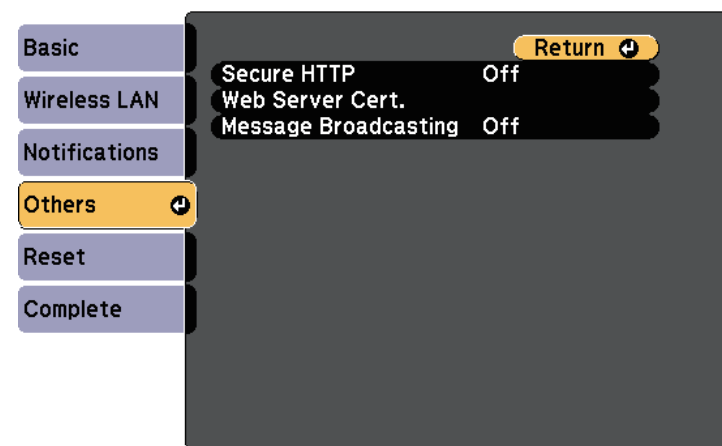 Basic
Wireless LAN
Notifications
Others
Reset
Complete
Return
Secure HTTP Off
Web Server Cert.
Message Broadcasting Off